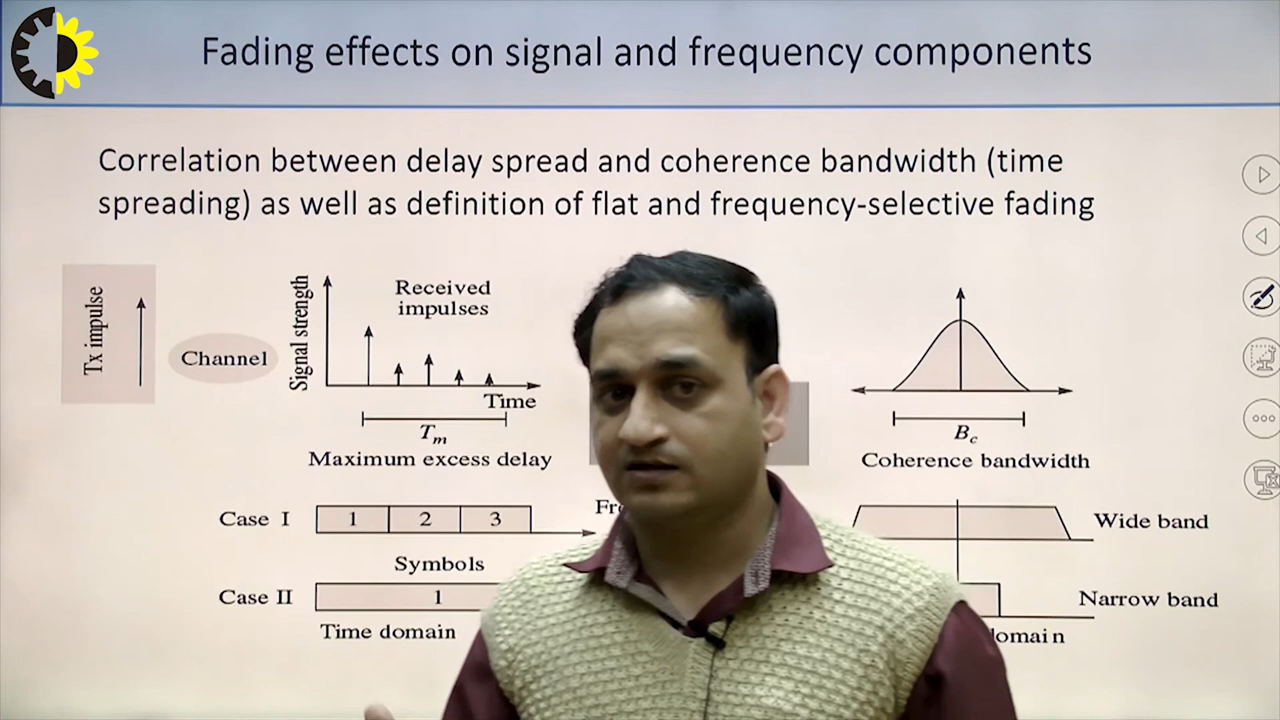 Fading effects on signal and frequency components
Correlation between delay spread and coherence bandwidth (time
spreading) as well as definition of flat and frequency-selective fading
Tx impulse
Channel
Signal strength
Received
impulses
Time
Tm
Maximum excess delay
Bc
Coherence bandwidth
Case I
1 2 3
Symbols
Wide band
Case II
1
Narrow band
Time domain